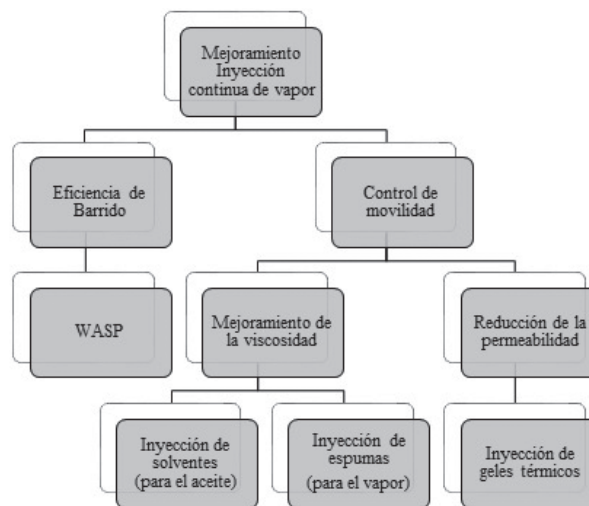 Mejoramiento
Inyección
continua de vapor
Eficiencia de
Barrido
Control de
movilidad
WASP
Mejoramiento de
la viscosidad
Reducción de la
permeabilidad
Inyección de
solventes
(para el aceite)
Inyección de
espumas
(para el vapor)
Inyección de
geles térmicos